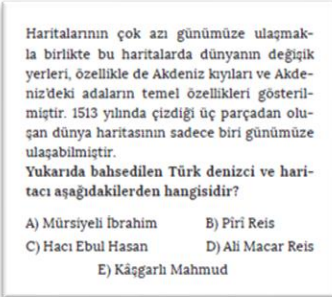 Haritalarının çok azı günümüze ulaşmak-
la birlikte bu haritalarda dünyanın değişik
yerleri, özellikle de Akdeniz kıyıları ve Akde-
niz'deki adaların temel özellikleri gösteril-
miştir. 1513 yılında çizdiği üç parçadan olu-
şan dünya haritasının sadece biri günümüze
ulaşabilmiştir.
Yukarıda bahsedilen Türk denizci ve hari-
tacı aşağıdakilerden hangisidir?
A) Mürsiyeli İbrahim B) Pîrî Reis
C) Hacı Ebul Hasan D) Ali Macar Reis
E) Kâşgarlı Mahmud